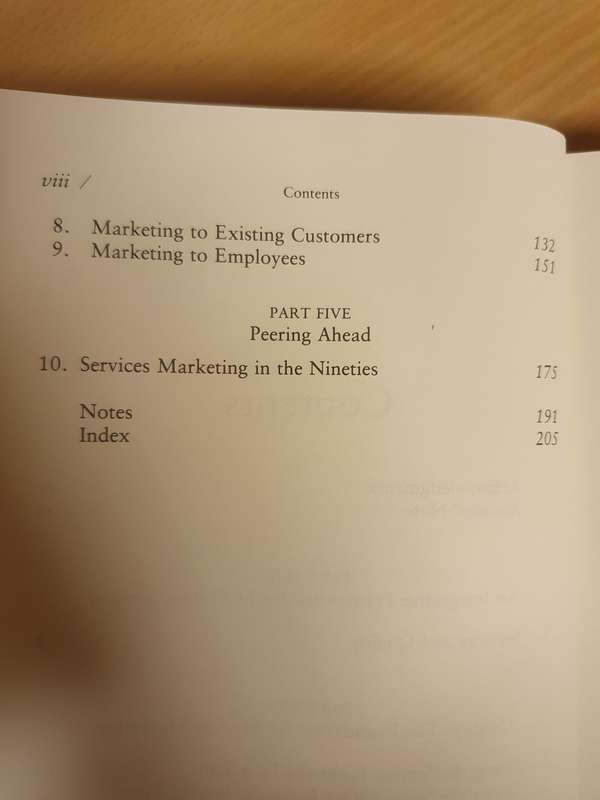 viii /
Contents
8. Marketing to Existing Customers 132
9. Marketing to Employees 151
PART FIVE
Peering Ahead
10. Services Marketing in the Nineties 175
Notes 191
Index 205